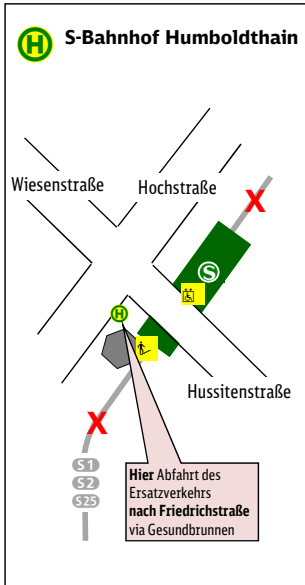 H S-Bahnhof Humboldthain
Wiesenstraße
Hochstraße
X
S
H
Hussitenstraße
X
S1
S2
S25
Hier Abfahrt des
Ersatzverkehrs
nach Friedrichstraße
via Gesundbrunnen